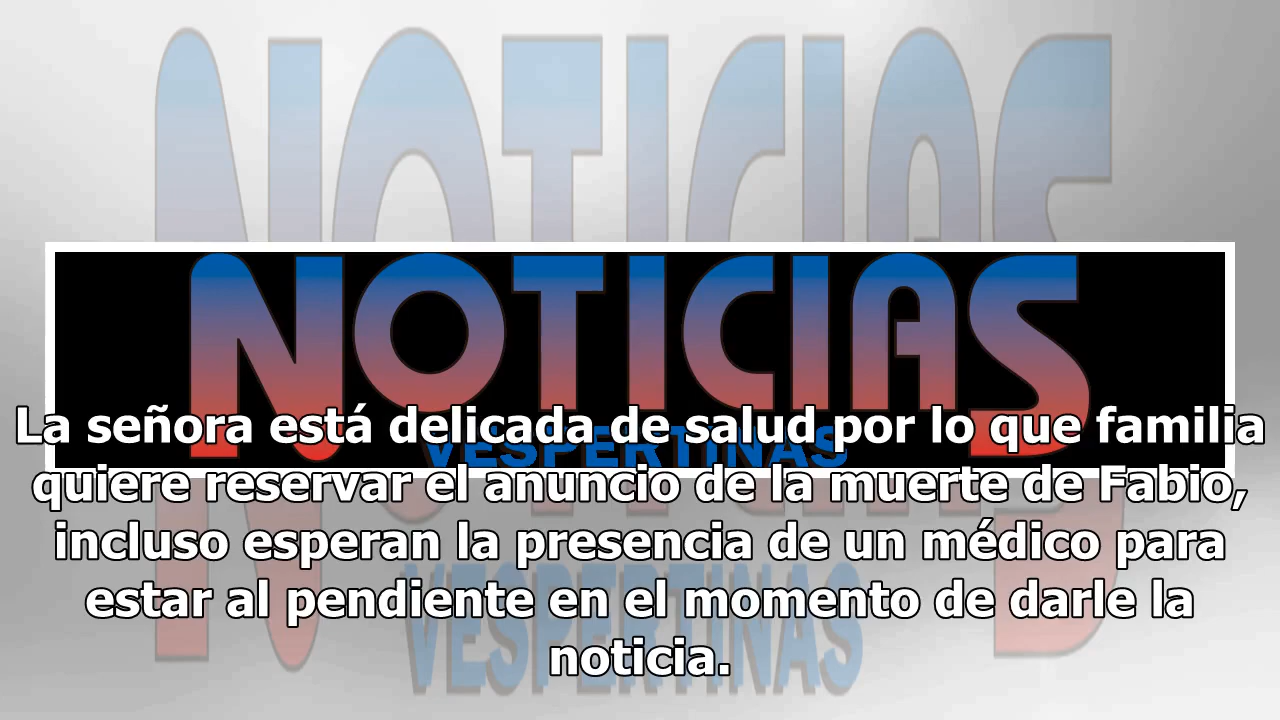 NOTICIAS
VESPERTINAS
NOTICIAS
VESPERTINAS
La señora está delicada de salud por lo que familia
quiere reservar el anuncio de la muerte de Fabio,
incluso esperan la presencia de un médico para
estar al pendiente en el momento de darle la
noticia.